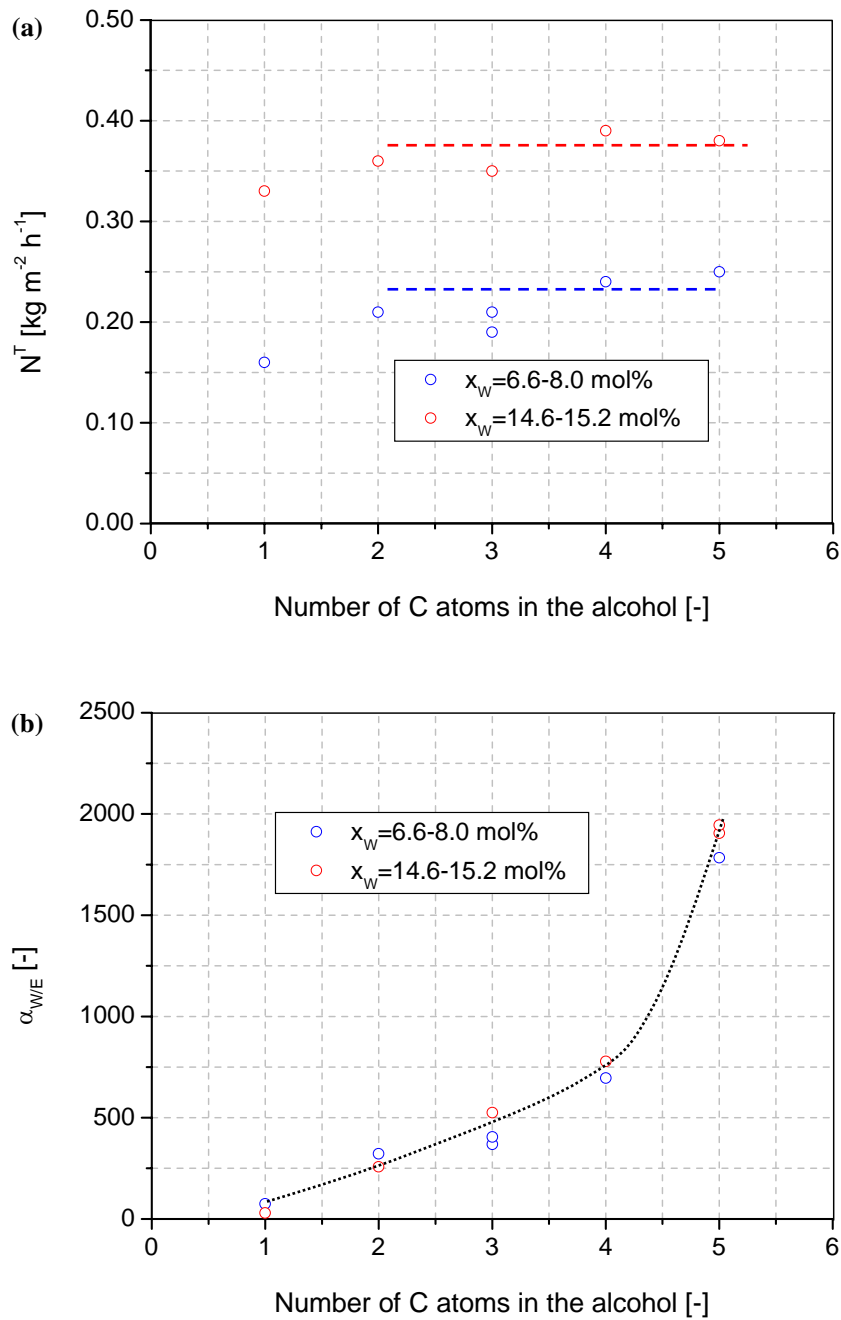 (a)
0.50
0.40
0.30
0.20
0.10
0.00
N^T [kg m^-2 h^-1]
x_W=6.6-8.0 mol%
x_W=14.6-15.2 mol%
0 1 2 3 4 5 6
Number of C atoms in the alcohol [-]
(b)
2500
2000
1500
1000
500
0
α_W/E [-]
x_W=6.6-8.0 mol%
x_W=14.6-15.2 mol%
0 1 2 3 4 5 6
Number of C atoms in the alcohol [-]